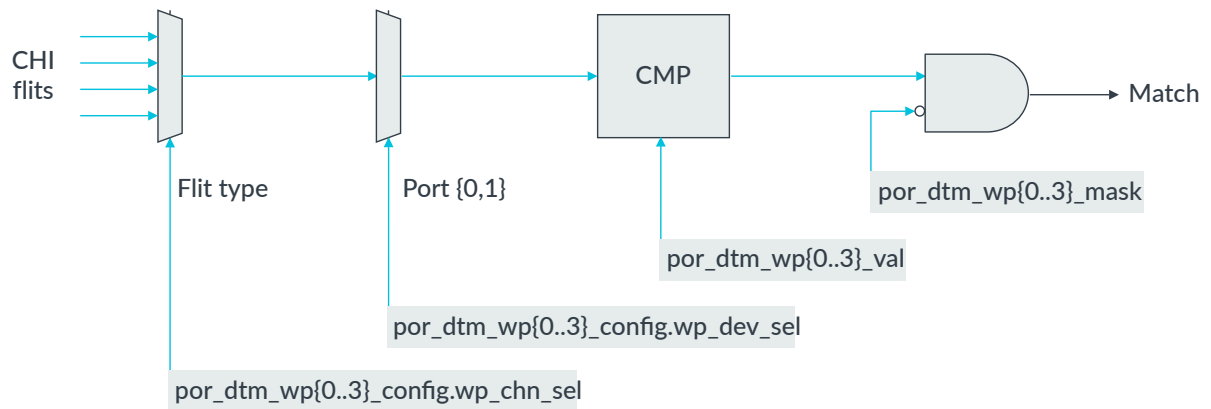 CHI
flits
CMP
Match
Flit type
Port {0,1}
por_dtm_wp{0..3}_mask
por_dtm_wp{0..3}_val
por_dtm_wp{0..3}_config.wp_dev_sel
por_dtm_wp{0..3}_config.wp_chn_sel